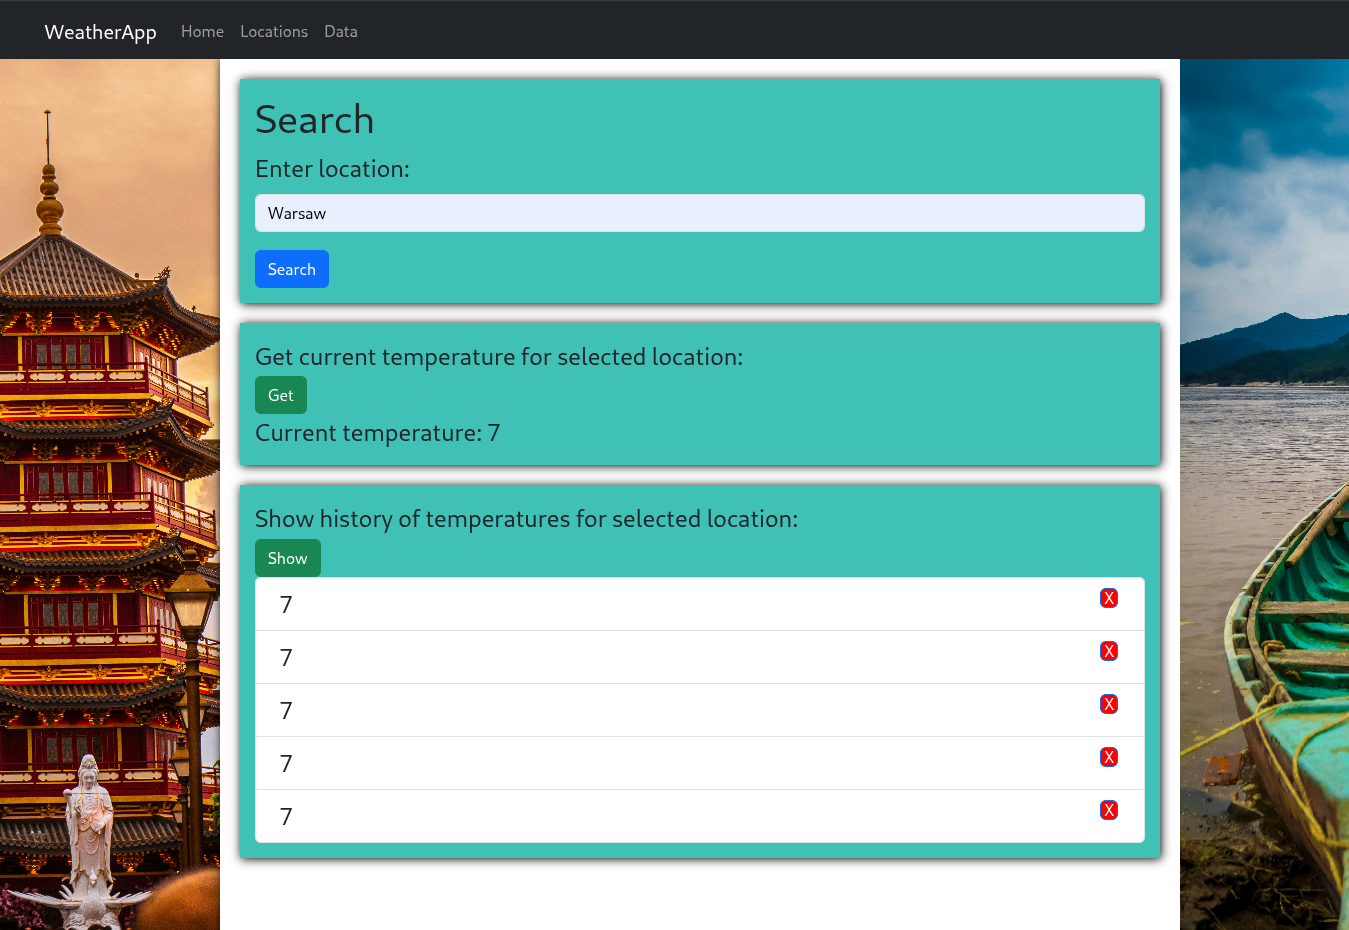 WeatherApp Home Locations Data
Search
Enter location:
Warsaw
Search
Get current temperature for selected location:
Get
Current temperature: 7
Show history of temperatures for selected location:
Show
7 X
7 X
7 X
7 X
7 X